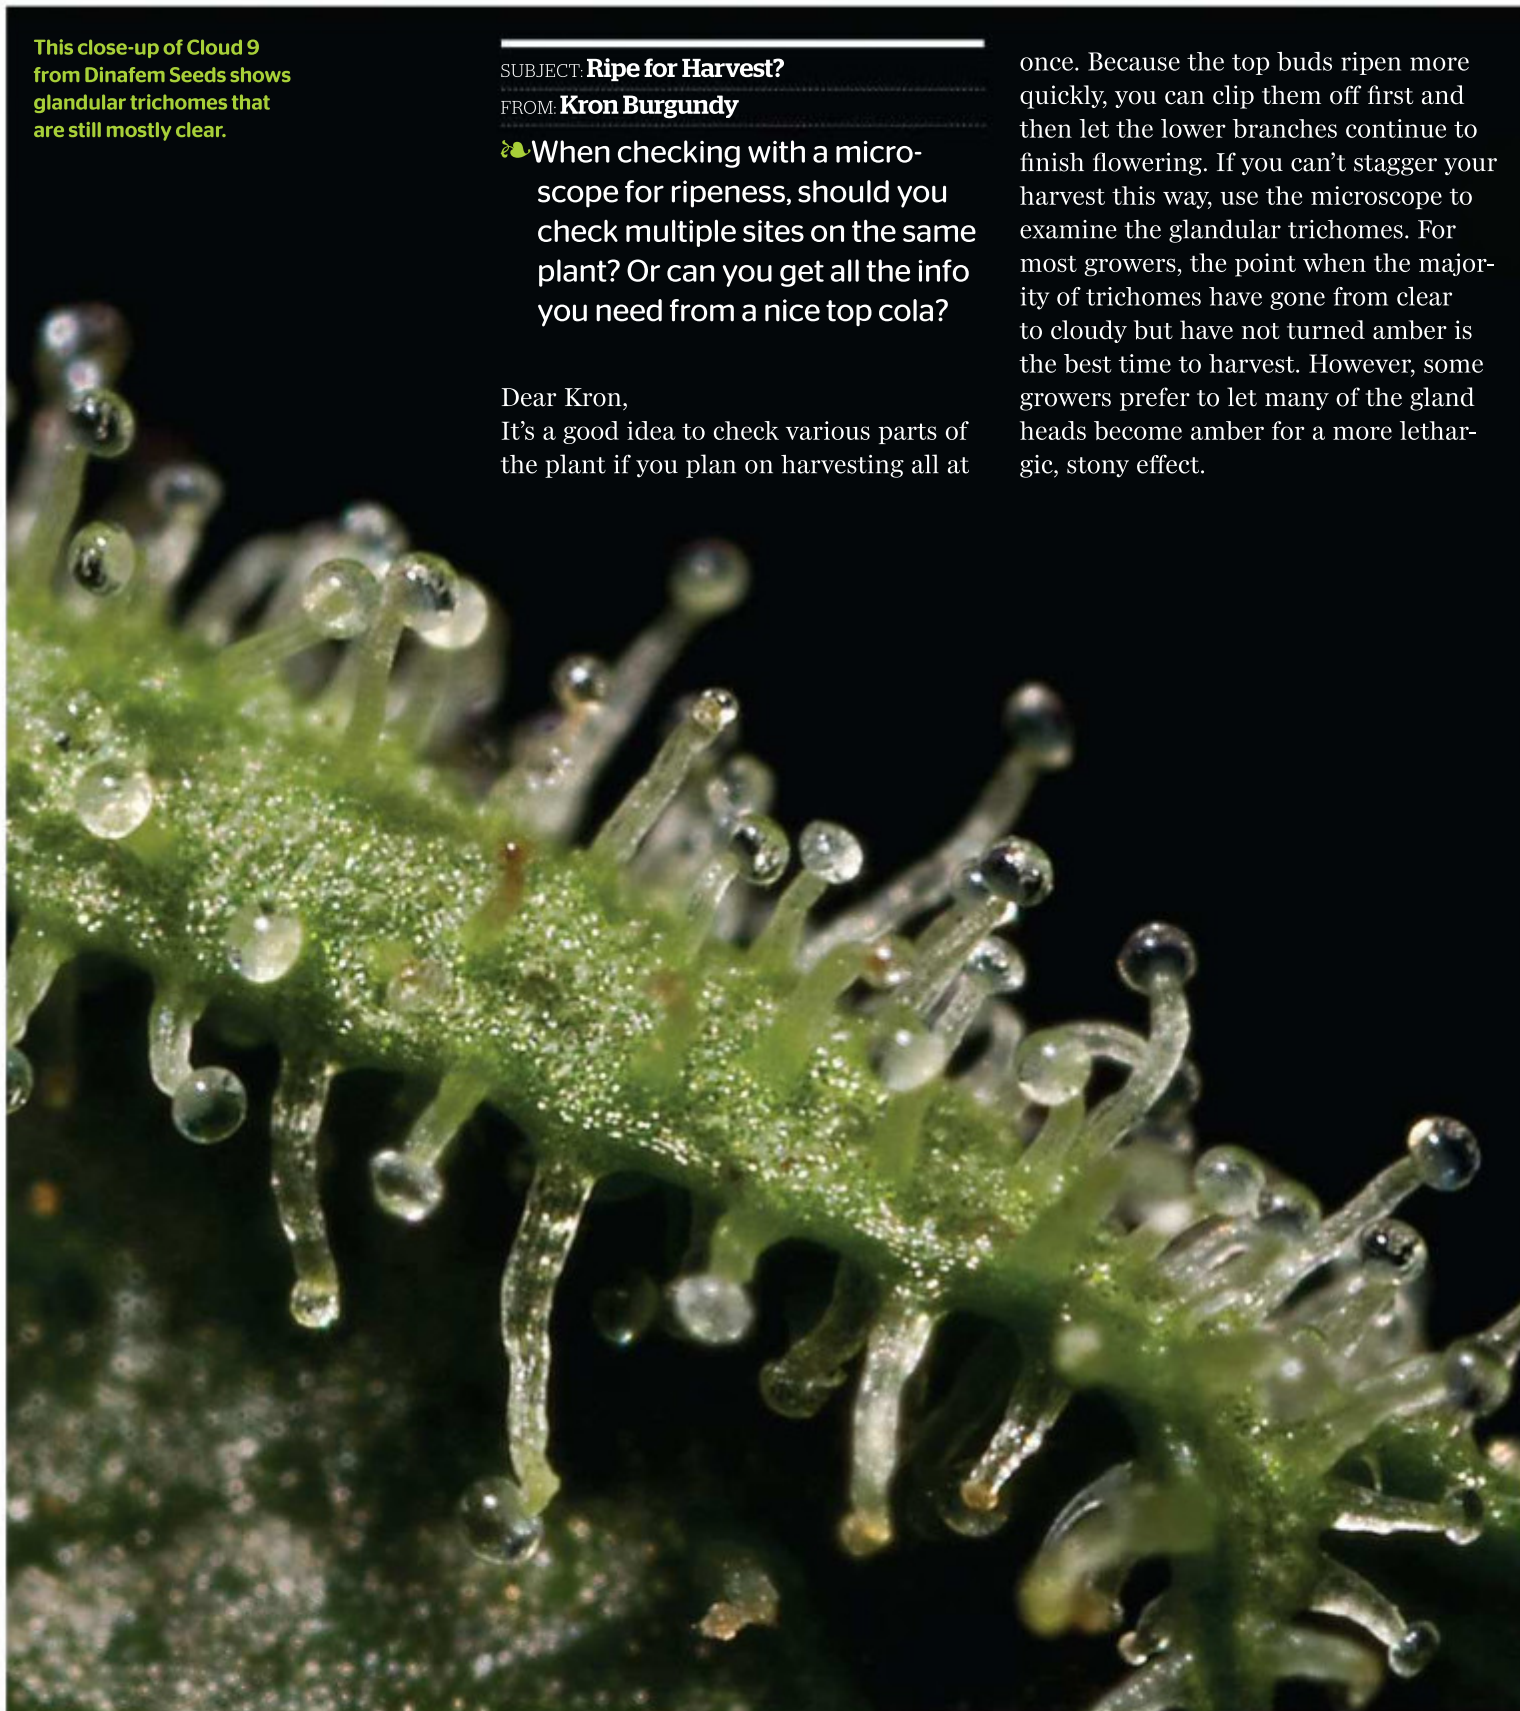 This close-up of Cloud 9
from Dinafem Seeds shows
glandular trichomes that
are still mostly clear.
SUBJECT: Ripe for Harvest?
FROM: Kron Burgundy
When checking with a micro-
scope for ripeness, should you
check multiple sites on the same
plant? Or can you get all the info
you need from a nice top cola?
Dear Kron,
It’s a good idea to check various parts of
the plant if you plan on harvesting all at
once. Because the top buds ripen more
quickly, you can clip them off first and
then let the lower branches continue to
finish flowering. If you can’t stagger your
harvest this way, use the microscope to
examine the glandular trichomes. For
most growers, the point when the major-
ity of trichomes have gone from clear
to cloudy but have not turned amber is
the best time to harvest. However, some
growers prefer to let many of the gland
heads become amber for a more lethar-
gic, stony effect.